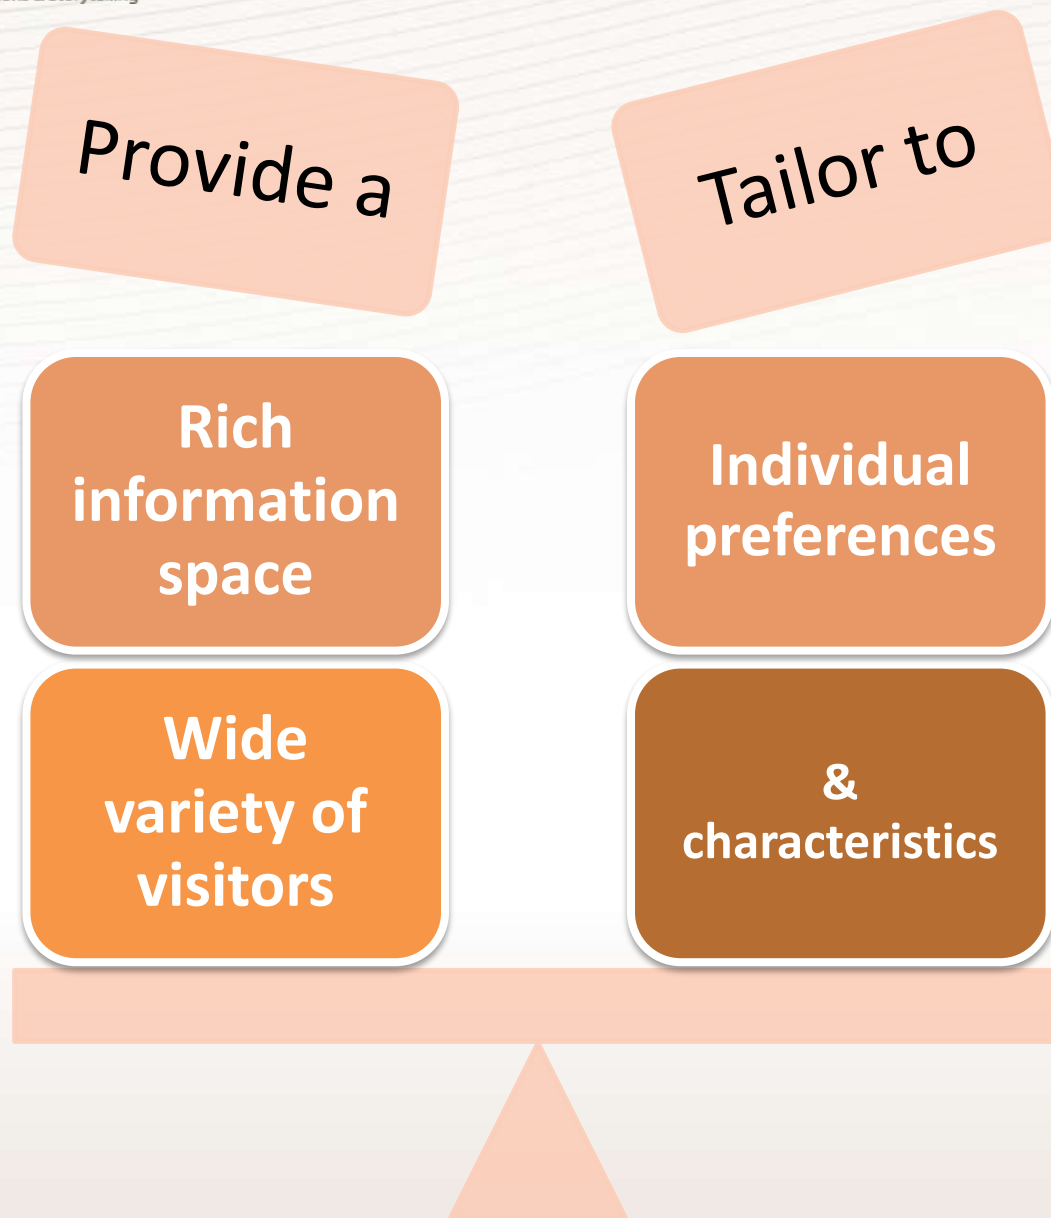 Provide a
Tailor to
Rich
information
space
Individual
preferences
Wide
variety of
visitors
&
characteristics